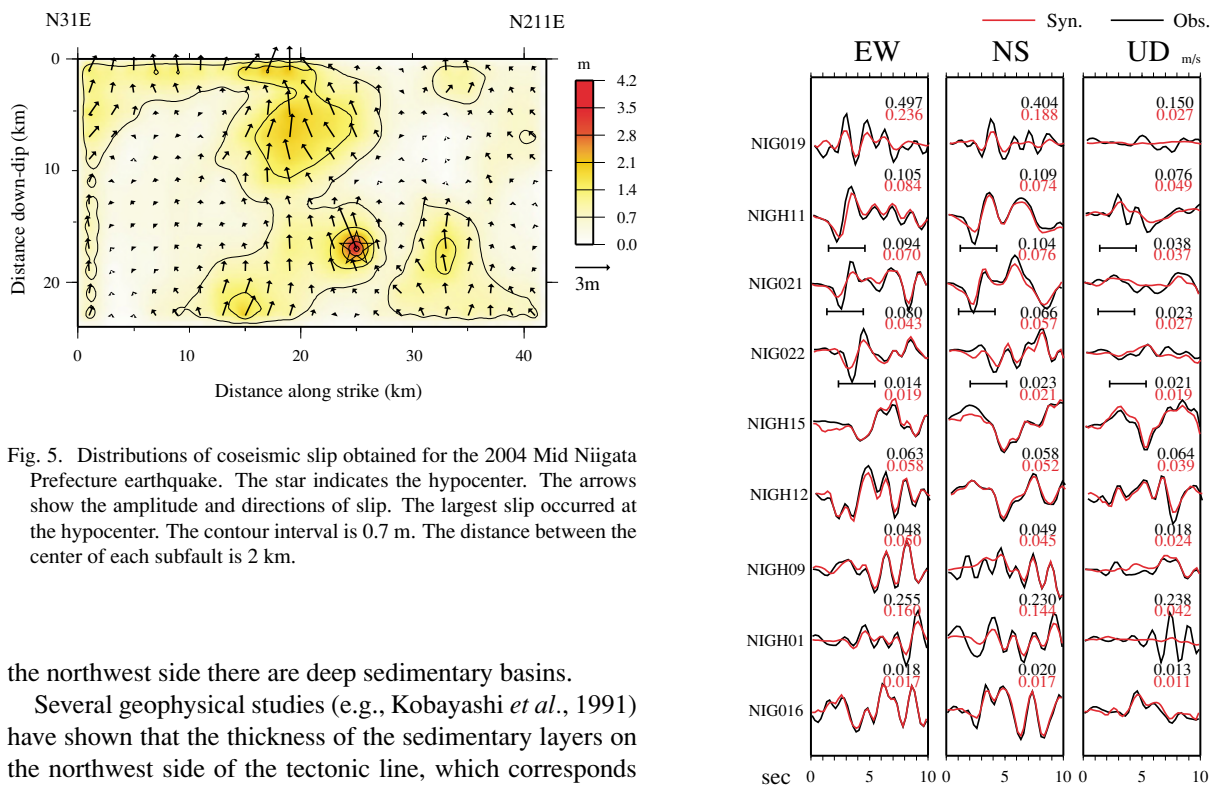 N31E
N211E
0
10
20
Distance down-dip (km)
0
10
20
30
40
Distance along strike (km)
m
4.2
3.5
2.8
2.1
1.4
0.7
0.0
3m
Fig. 5. Distributions of coseismic slip obtained for the 2004 Mid Niigata
Prefecture earthquake. The star indicates the hypocenter. The arrows
show the amplitude and directions of slip. The largest slip occurred at
the hypocenter. The contour interval is 0.7 m. The distance between the
center of each subfault is 2 km.
the northwest side there are deep sedimentary basins.
Several geophysical studies (e.g., Kobayashi et al., 1991)
have shown that the thickness of the sedimentary layers on
the northwest side of the tectonic line, which corresponds
Syn. Obs.
EW NS UD m/s
0.497 0.404 0.150
0.236 0.188 0.027
NIG019
0.105 0.109 0.076
0.084 0.074 0.049
NIGH11
0.094 0.104 0.038
0.070 0.076 0.037
NIG021
0.080 0.066 0.023
0.043 0.057 0.027
NIG022
0.014 0.023 0.021
0.019 0.021 0.019
NIGH15
0.063 0.058 0.064
0.058 0.052 0.039
NIGH12
0.048 0.049 0.018
0.050 0.045 0.024
NIGH09
0.255 0.230 0.238
0.160 0.144 0.042
NIGH01
0.018 0.020 0.013
0.017 0.017 0.011
NIG016
sec 0 5 10 0 5 10 0 5 10